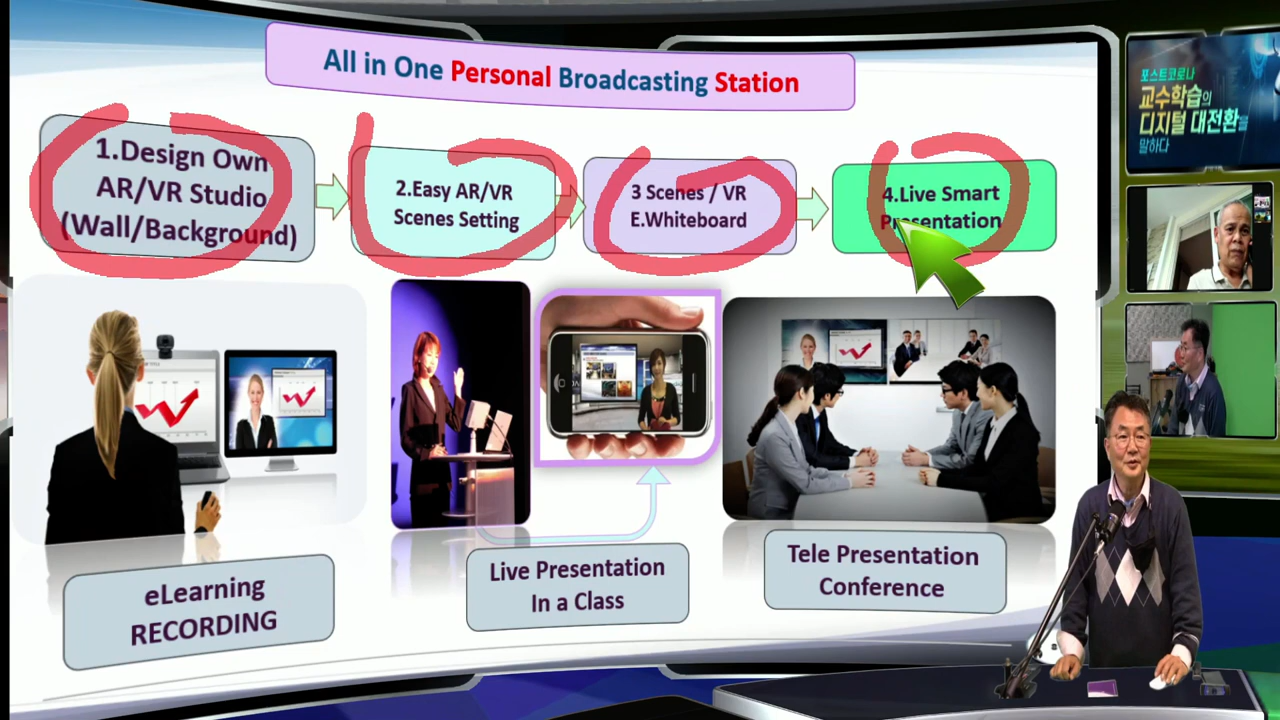 All in One Personal Broadcasting Station
1.Design Own
AR/VR Studio
(Wall/Background)
2.Easy AR/VR
Scenes Setting
3 Scenes / VR
E.Whiteboard
4.Live Smart
Presentation
eLearning
RECORDING
Live Presentation
In a Class
Tele Presentation
Conference
포스트코로나
교수학습의
디지털 대전환을
말하다